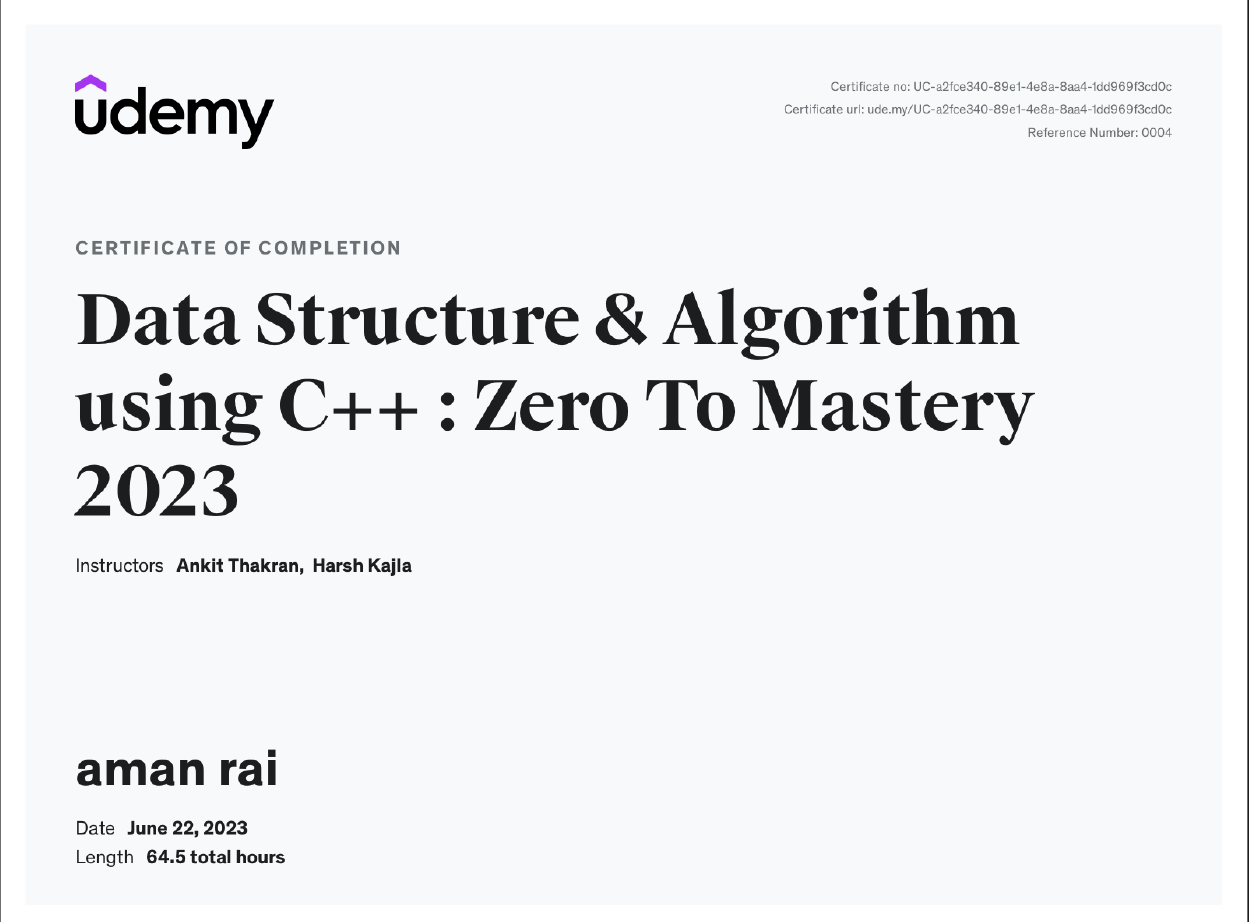 udemy
Certificate no: UC-a2fce340-89e1-4e8a-8aa4-1dd969f3cd0c
Certificate url: ude.my/UC-a2fce340-89e1-4e8a-8aa4-1dd969f3cd0c
Reference Number: 0004
CERTIFICATE OF COMPLETION
Data Structure & Algorithm
using C++ : Zero To Mastery
2023
Instructors Ankit Thakran, Harsh Kajla
aman rai
Date June 22, 2023
Length 64.5 total hours